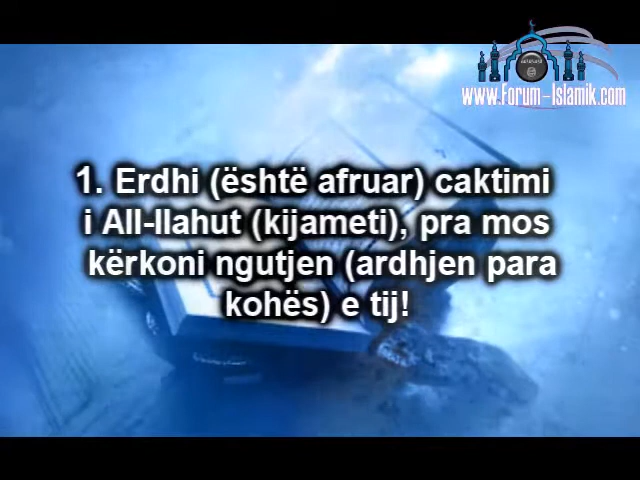 www.Forum-Islamik.com
1. Erdhi (është afruar) caktimi
i All-llahut (kijameti), pra mos
kërkoni ngutjen (ardhjen para
kohës) e tij!